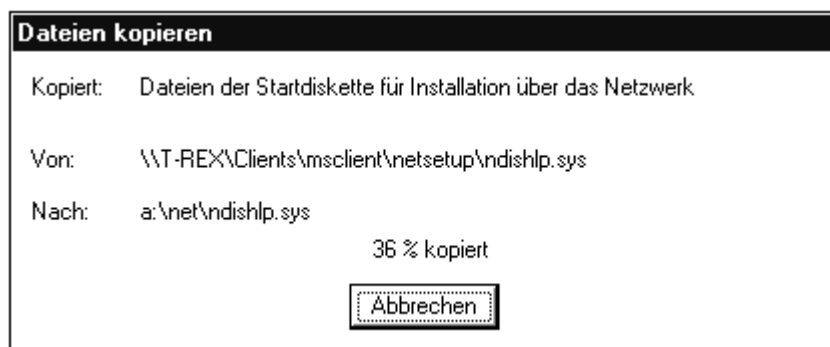 Dateien kopieren
Kopiert: Dateien der Startdiskette für Installation über das Netzwerk
Von: \\T-REX\Clients\msclient\netsetup\ndishlp.sys
Nach: a:\net\ndishlp.sys
36 % kopiert
Abbrechen